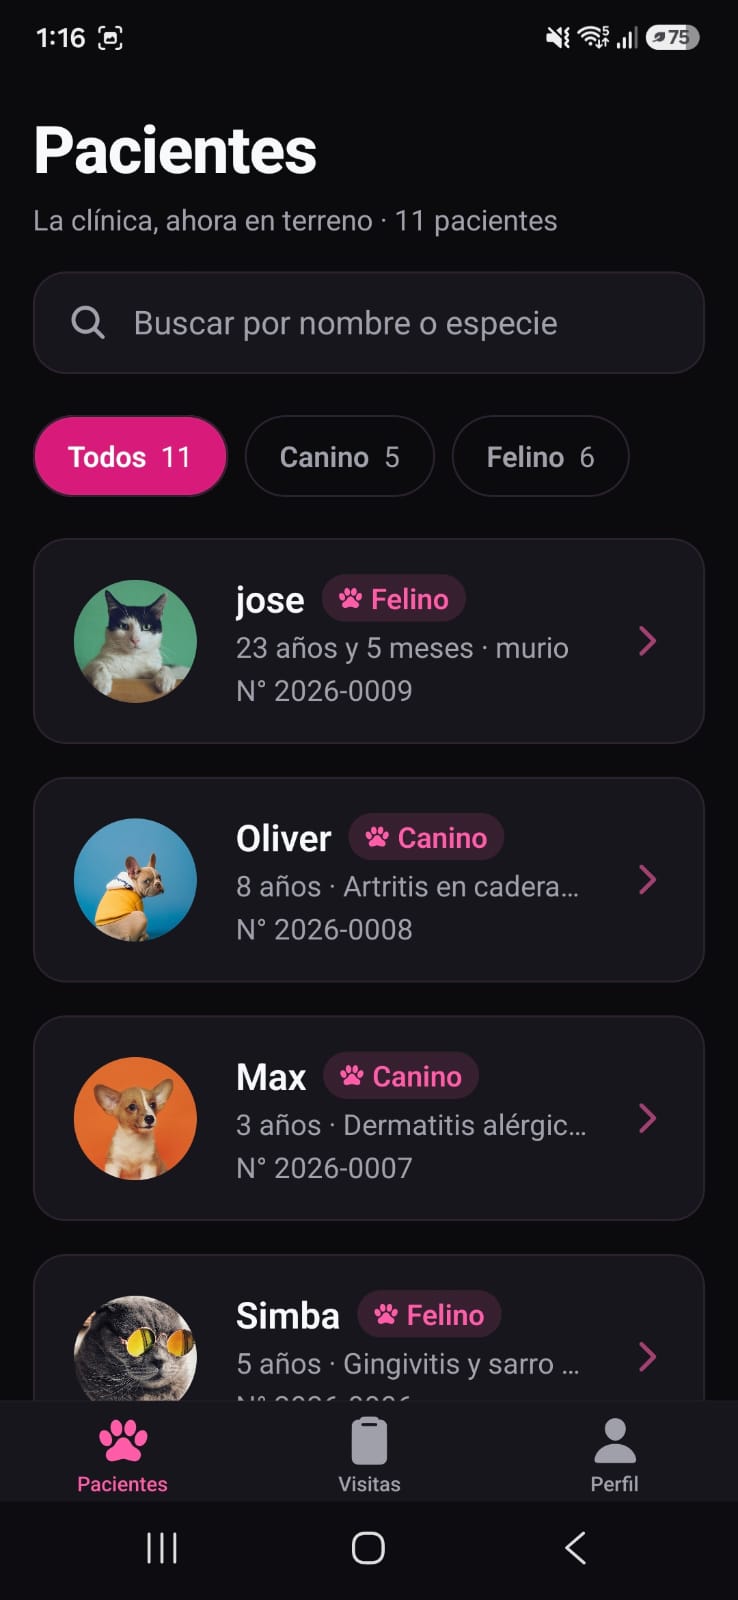 1:16
75
Pacientes
La clínica, ahora en terreno · 11 pacientes
Buscar por nombre o especie
Todos 11
Canino 5
Felino 6
jose Felino
23 años y 5 meses · murio
N° 2026-0009
Oliver Canino
8 años · Artritis en cadera...
N° 2026-0008
Max Canino
3 años · Dermatitis alérgic...
N° 2026-0007
Simba Felino
5 años · Gingivitis y sarro ...
Pacientes
Visitas
Perfil